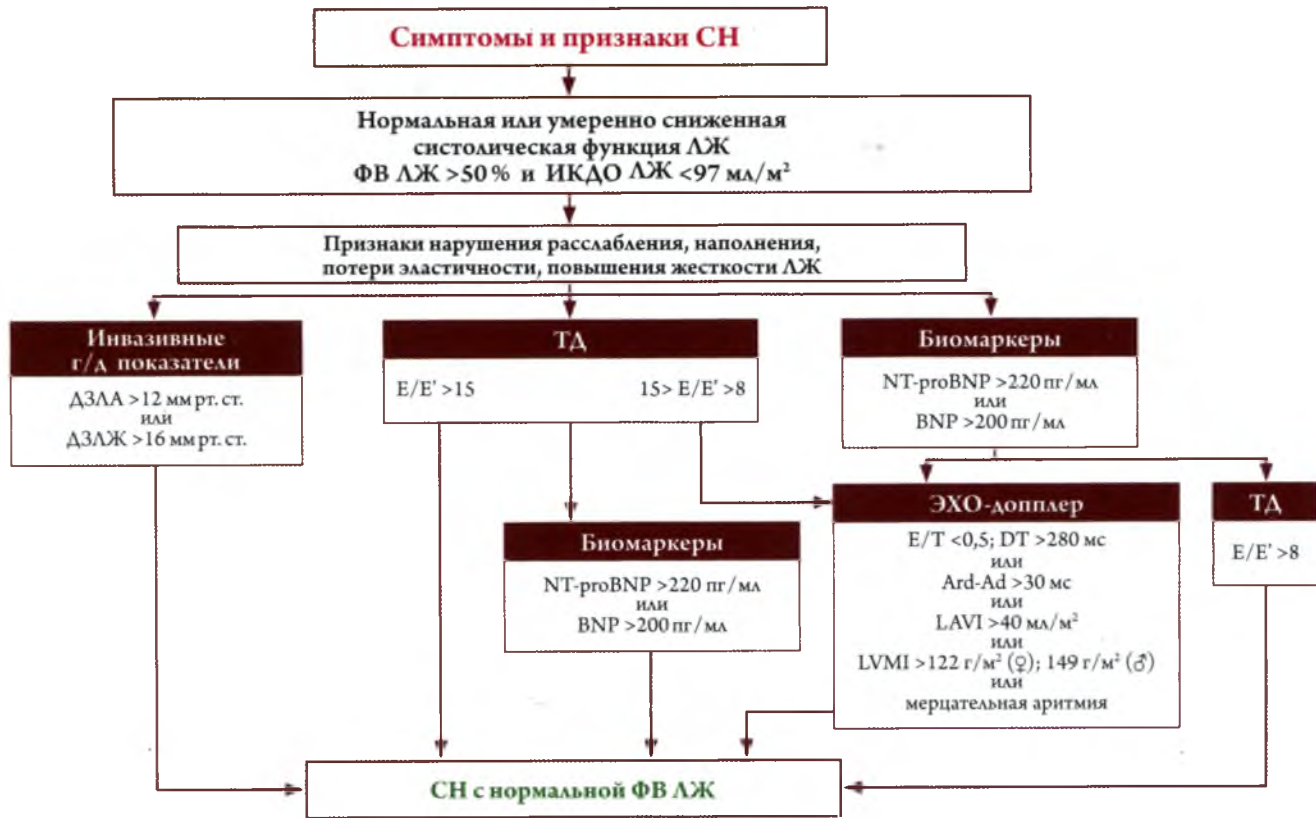 Симптомы и признаки СН
Нормальная или умеренно сниженная
систолическая функция ЛЖ
ФВ ЛЖ >50 % и ИКДО ЛЖ <97 мл/м²
Признаки нарушения расслабления, наполнения,
потери эластичности, повышения жесткости ЛЖ
Инвазивные
г/д показатели
ДЗЛА >12 мм рт. ст.
или
ДЗЛЖ >16 мм рт. ст.
ТД
E/E' >15
15> E/E' >8
Биомаркеры
NT-proBNP >220 пг/мл
или
BNP >200 пг/мл
Биомаркеры
NT-proBNP >220 пг/мл
или
BNP >200 пг/мл
ЭХО-допплер
E/T <0,5; DT >280 мс
или
Ard-Ad >30 мс
или
LAVI >40 мл/м²
или
LVMI >122 г/м² (♀); 149 г/м² (♂)
или
мерцательная аритмия
ТД
E/E' >8
СН с нормальной ФВ ЛЖ